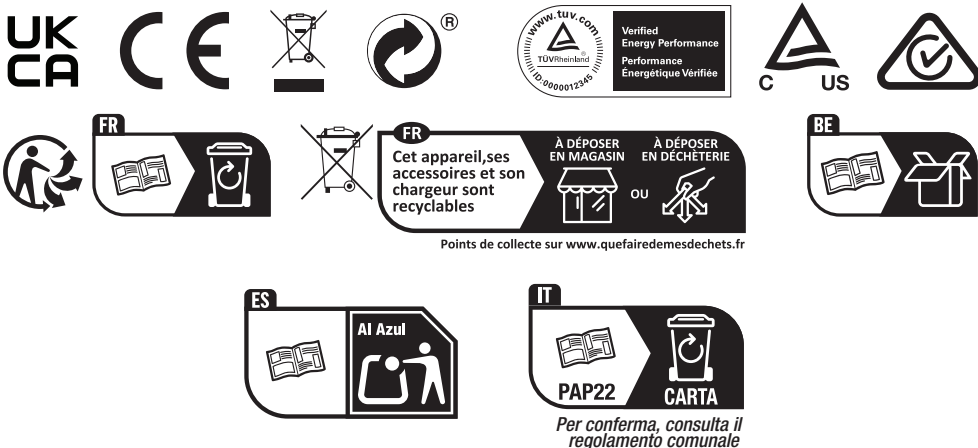 UK
CA
CE
®
www.tuv.com
TÜVRheinland®
ID:0000012345
Verified
Energy Performance
Performance
Énergétique Vérifiée
C US
FR
FR
Cet appareil,ses
accessoires et son
chargeur sont
recyclables
À DÉPOSER
EN MAGASIN
OU
À DÉPOSER
EN DÉCHÈTERIE
Points de collecte sur www.quefairedemesdechets.fr
BE
ES
Al Azul
IT
PAP22
CARTA
Per conferma, consulta il
regolamento comunale